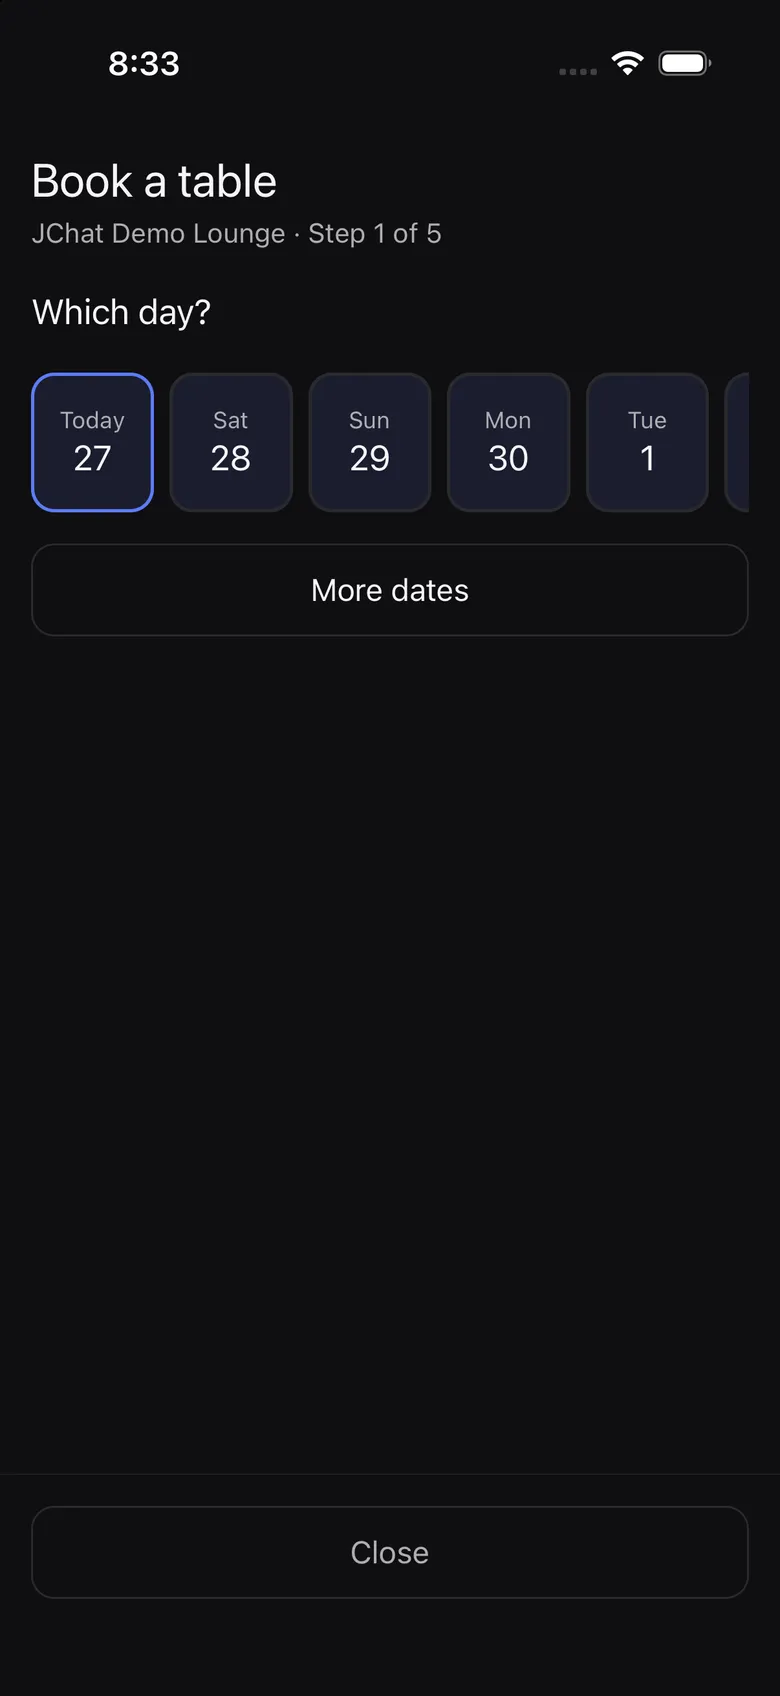 8:33
Book a table
JChat Demo Lounge · Step 1 of 5
Which day?
Today Sat Sun Mon Tue
27 28 29 30 1
More dates
Close